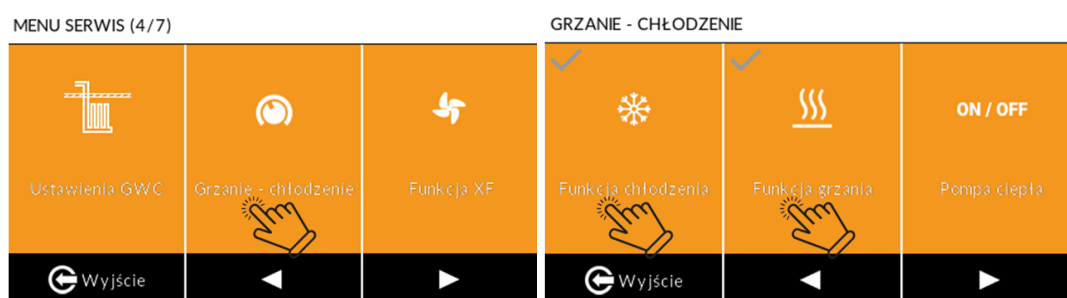 MENU SERWIS (4/7)
Ustawienia GWC
Grzanie - chłodzenie
Funkcja XF
Wyjście
GRZANIE - CHŁODZENIE
ON / OFF
Funkcja chłodzenia
Funkcja grzania
Pompa ciepła
Wyjście